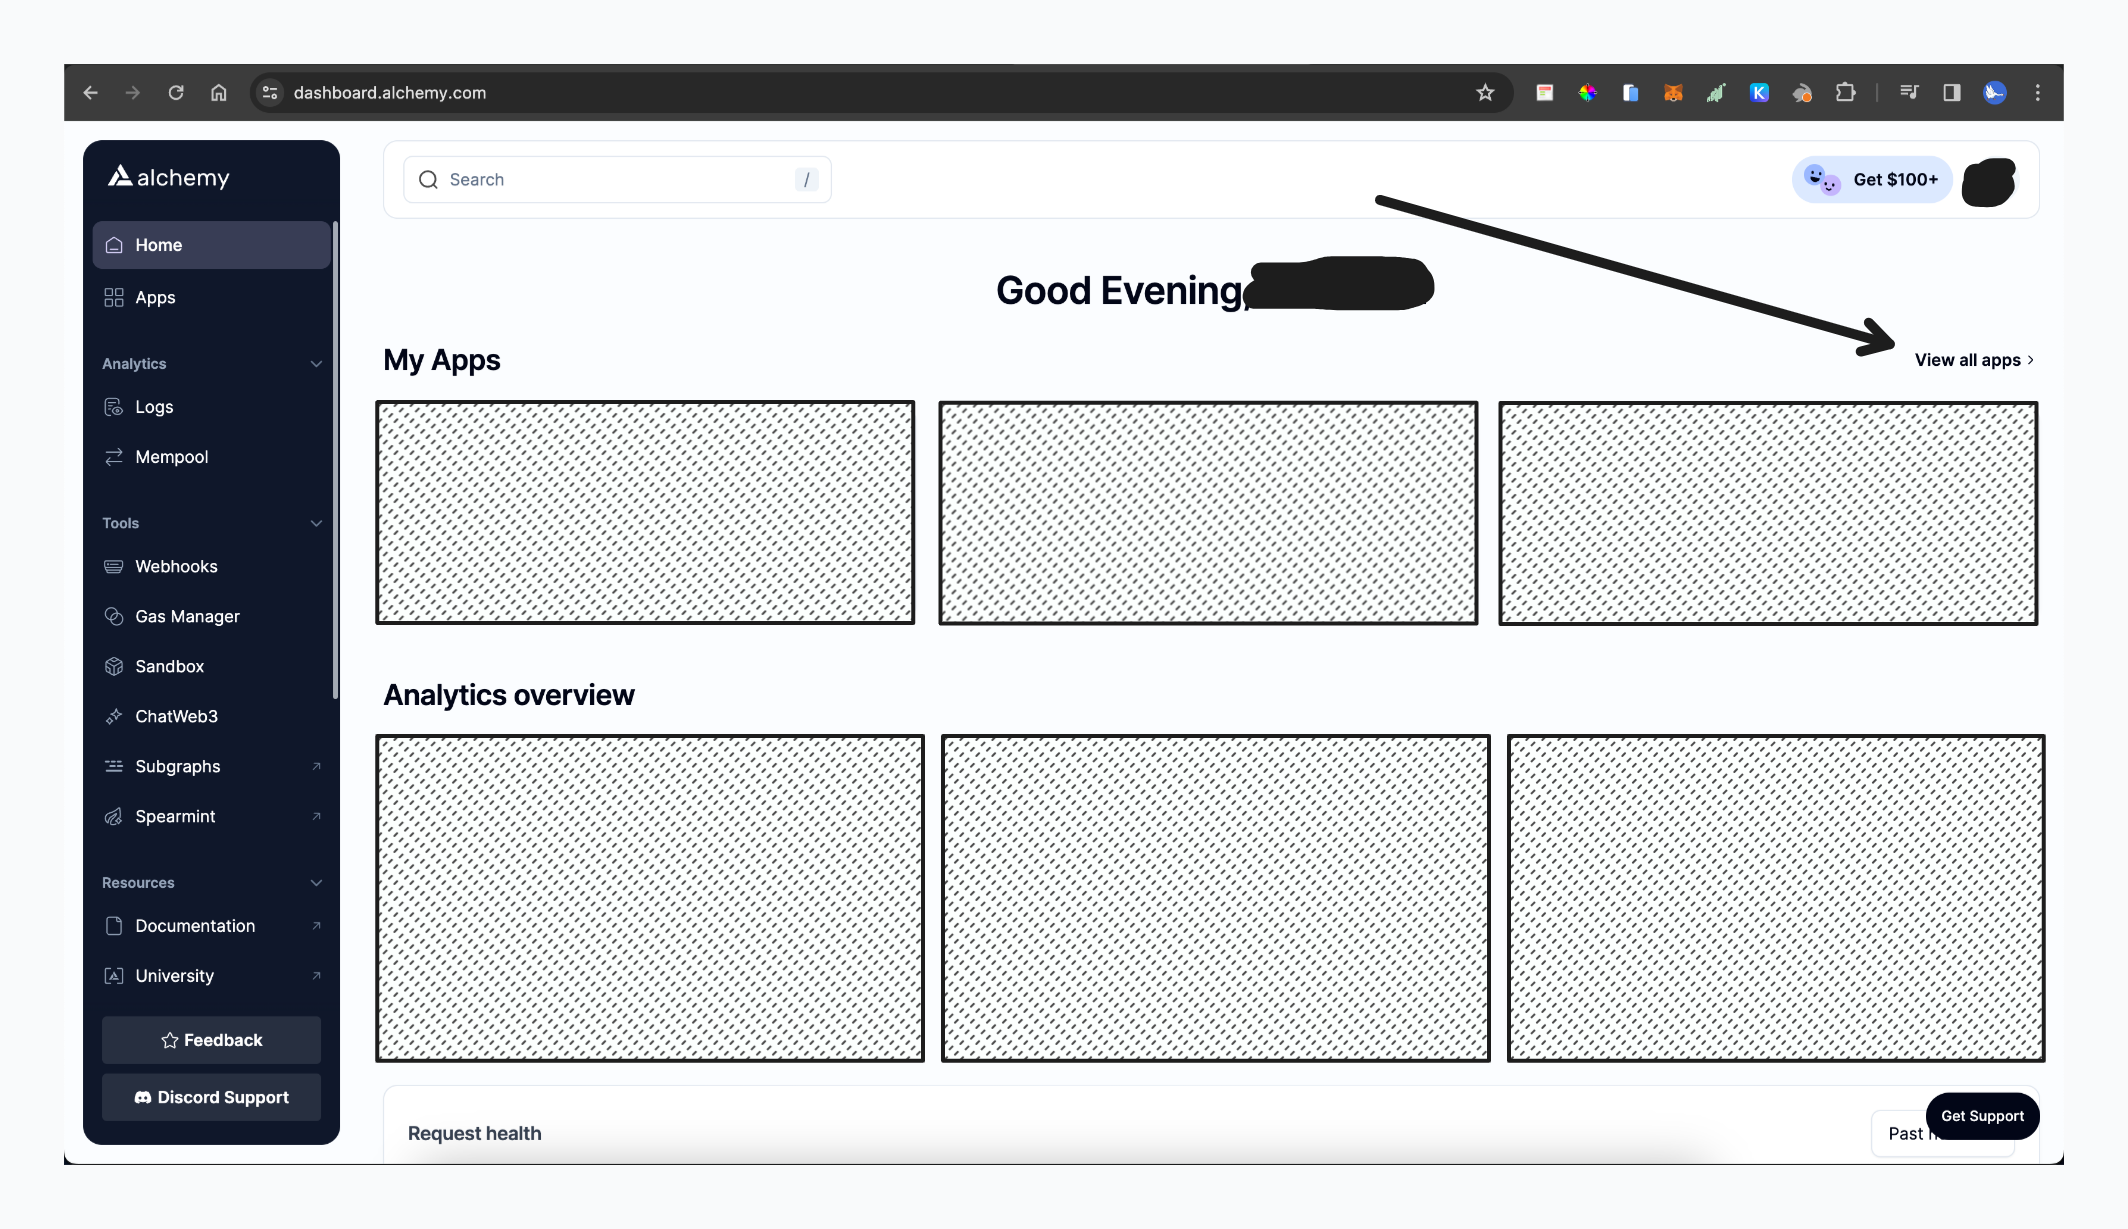 dashboard.alchemy.com
alchemy
Search
/
Get $100+
Home
Apps
Analytics
Logs
Mempool
Tools
Webhooks
Gas Manager
Sandbox
ChatWeb3
Subgraphs
Spearmint
Resources
Documentation
University
Feedback
Discord Support
Good Evening,
My Apps
View all apps
Analytics overview
Request health
Past
Get Support